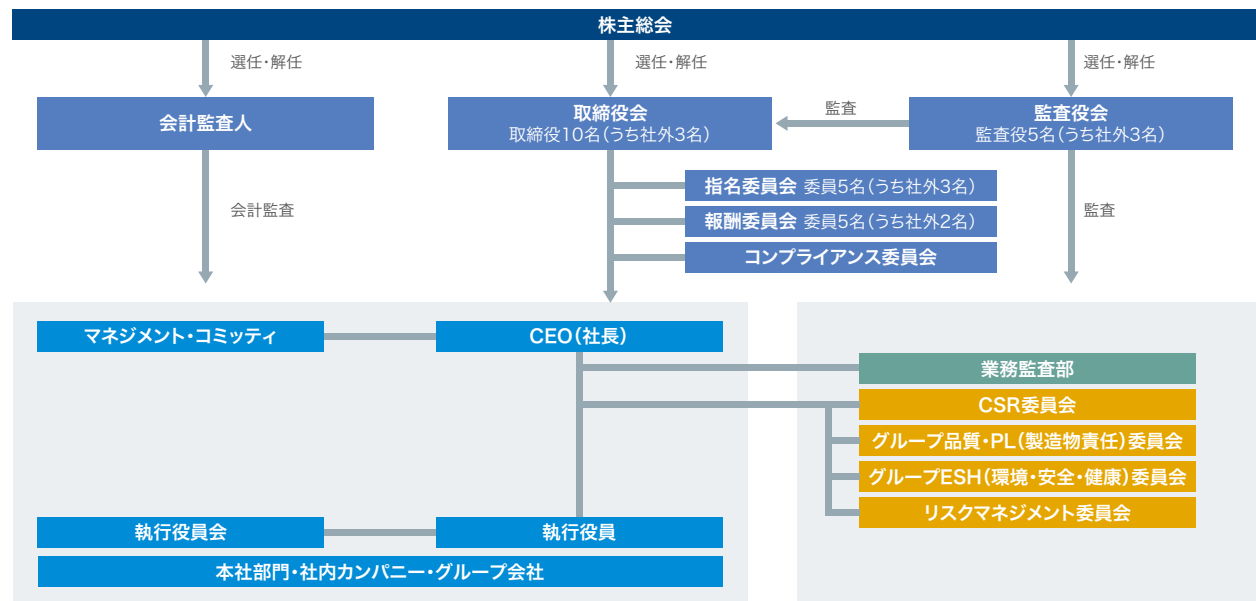 株主総会
選任・解任
選任・解任
選任・解任
会計監査人
取締役会
取締役10名（うち社外3名）
監査
監査役会
監査役5名（うち社外3名）
指名委員会 委員5名（うち社外3名）
会計監査
報酬委員会 委員5名（うち社外2名）
監査
コンプライアンス委員会
マネジメント・コミッティ
CEO（社長）
業務監査部
CSR委員会
グループ品質・PL（製造物責任）委員会
グループESH（環境・安全・健康）委員会
リスクマネジメント委員会
執行役員会
執行役員
本社部門・社内カンパニー・グループ会社